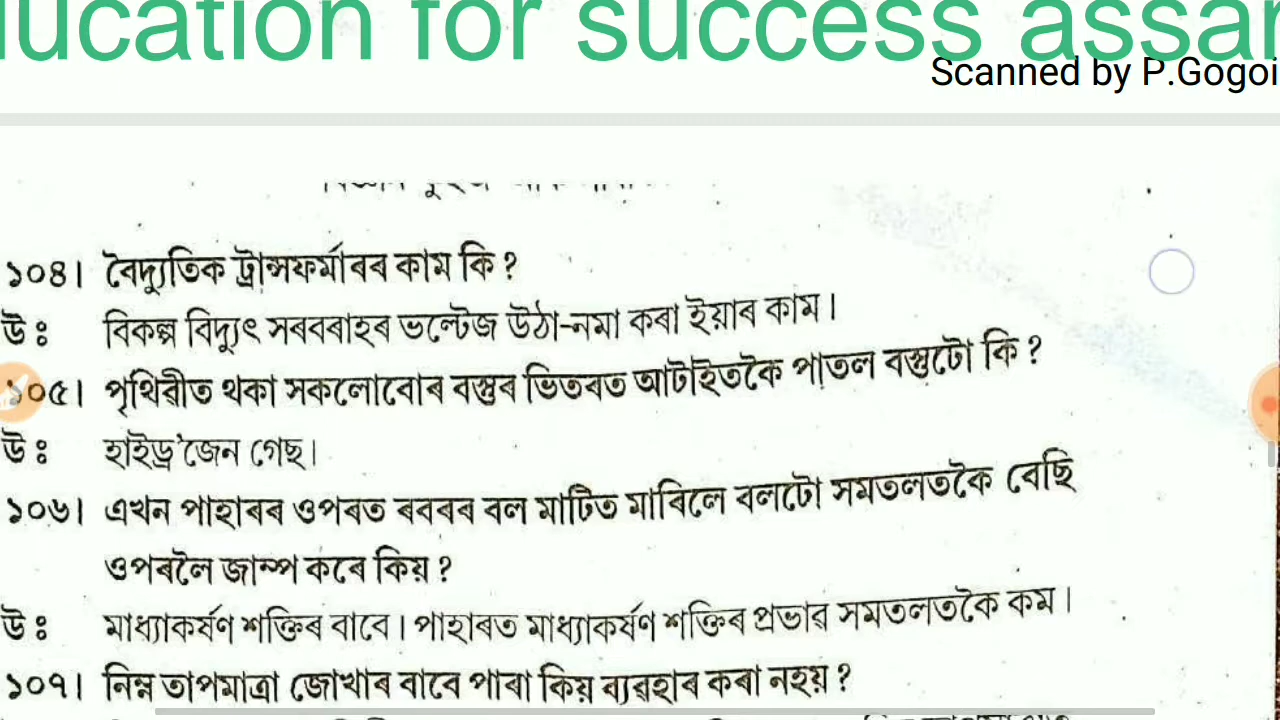 ucation for success assa
Scanned by P.Gogoi
১০৪। বৈদ্যুতিক ট্ৰান্সফৰ্মাৰৰ কাম কি ?
উঃ বিকল্প বিদ্যুৎ সৰবৰাহৰ ভল্টেজ উঠা-নমা কৰা ইয়াৰ কাম।
১০৫। পৃথিৱীত থকা সকলোবোৰ বস্তুৰ ভিতৰত আটাইতকৈ পাতল বস্তুটো কি ?
উঃ হাইড্ৰ'জেন গেছ।
১০৬। এখন পাহাৰৰ ওপৰত ৰবৰৰ বল মাটিত মাৰিলে বলটো সমতলতকৈ বেছি
ওপৰলৈ জাম্প কৰে কিয় ?
উঃ মাধ্যাকৰ্ষণ শক্তিৰ বাবে। পাহাৰত মাধ্যাকৰ্ষণ শক্তিৰ প্ৰভাৱ সমতলতকৈ কম।
১০৭। নিম্ন তাপমাত্ৰা জোখাৰ বাবে পাৰা কিয় ব্যৱহাৰ কৰা নহয় ?